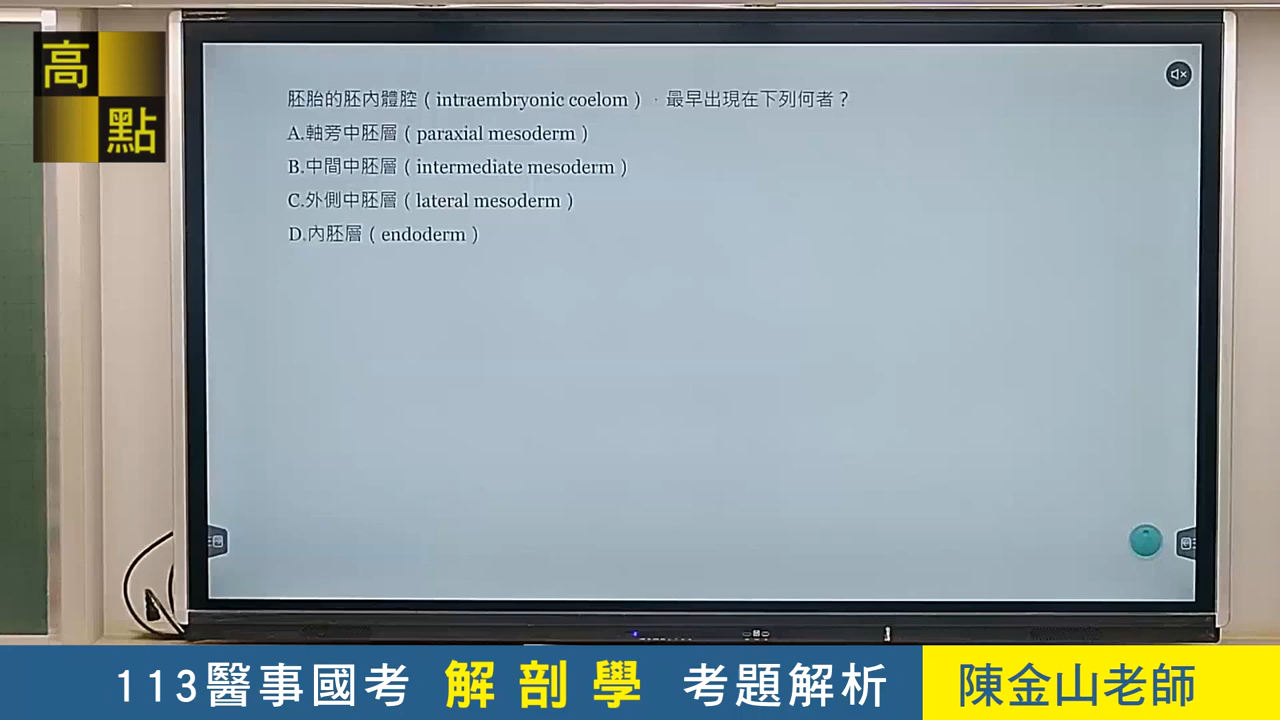 高
點
胚胎的胚內體腔（intraembryonic coelom），最早出現在下列何者？
A.軸旁中胚層（paraxial mesoderm）
B.中間中胚層（intermediate mesoderm）
C.外側中胚層（lateral mesoderm）
D.內胚層（endoderm）
113醫事國考 解剖學 考題解析 陳金山老師